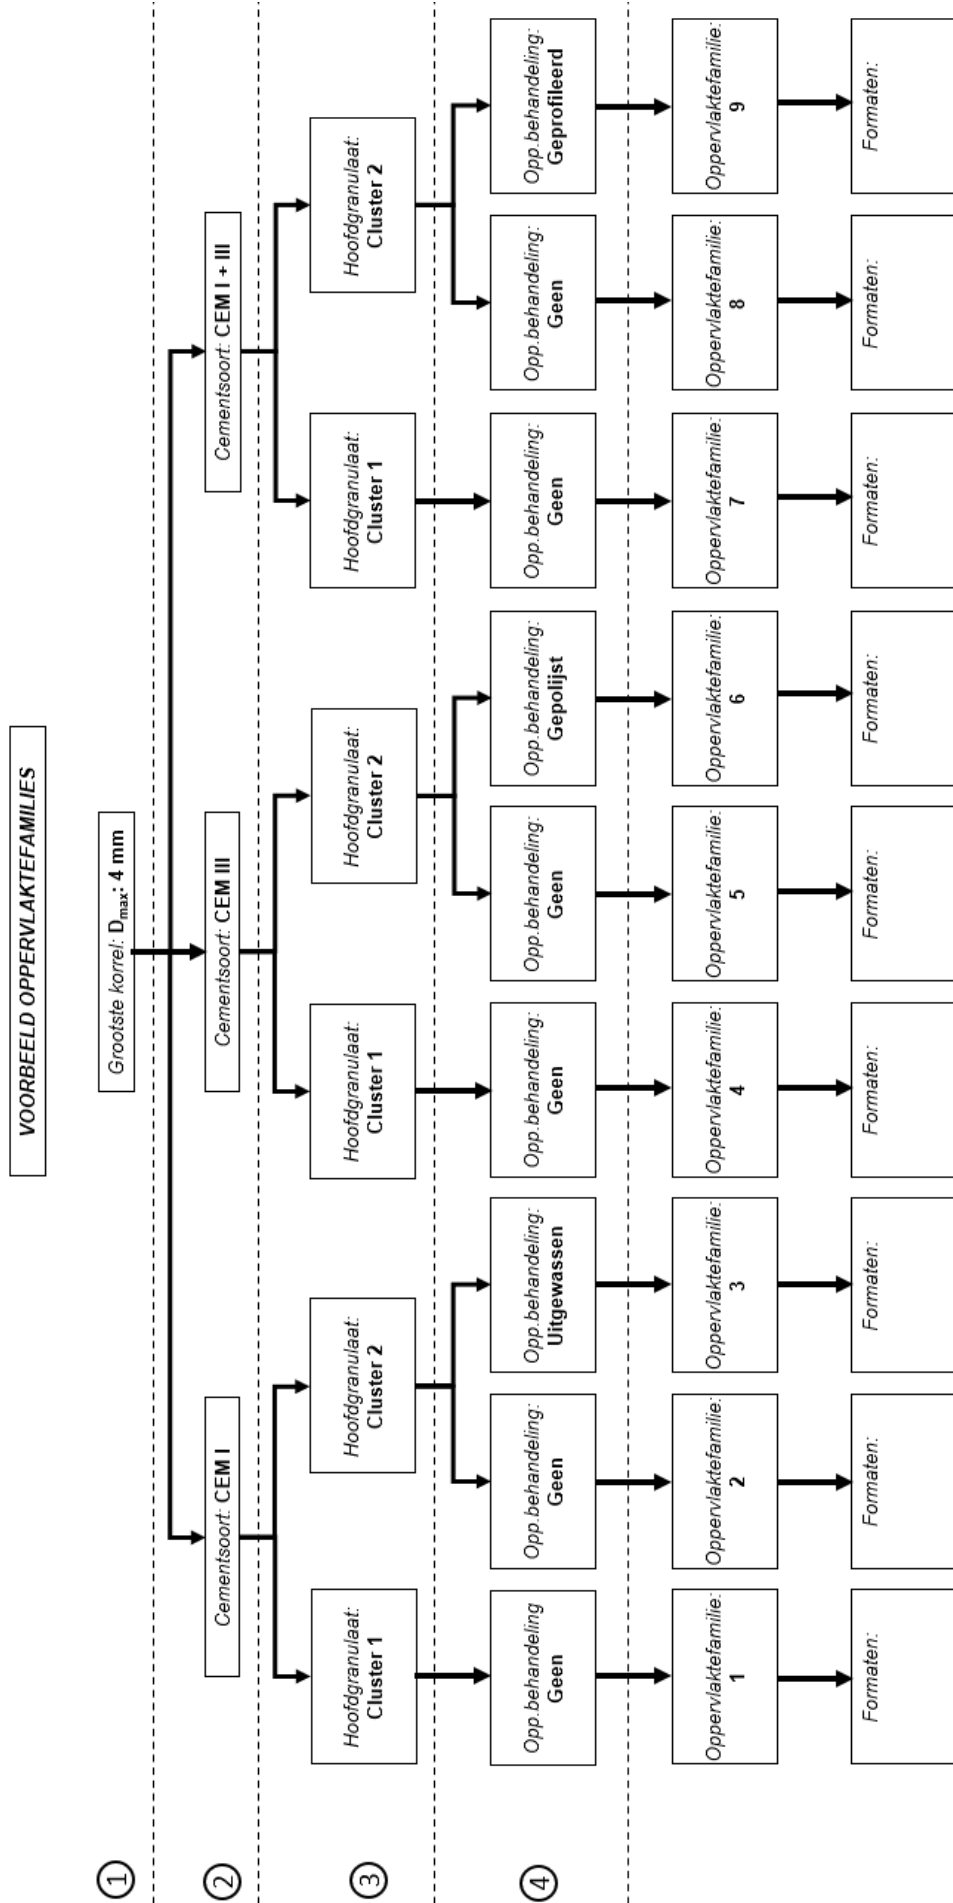 VOORBEELD OPPERVLAKTEFAMILIES
1
Grootste korrel: Dmax: 4 mm
2
Cementsoort: CEM I
Cementsoort: CEM III
Cementsoort: CEM I + III
3
Hoofdgranulaat:
Cluster 1
Hoofdgranulaat:
Cluster 2
Hoofdgranulaat:
Cluster 1
Hoofdgranulaat:
Cluster 2
Hoofdgranulaat:
Cluster 1
Hoofdgranulaat:
Cluster 2
4
Opp.behandeling
Geen
Opp.behandeling:
Geen
Opp.behandeling:
Uitgewassen
Opp.behandeling:
Geen
Opp.behandeling:
Geen
Opp.behandeling:
Gepolijst
Opp.behandeling:
Geen
Opp.behandeling:
Geen
Opp.behandeling:
Geprofileerd
Oppervlaktefamilie:
1
Oppervlaktefamilie:
2
Oppervlaktefamilie:
3
Oppervlaktefamilie:
4
Oppervlaktefamilie:
5
Oppervlaktefamilie:
6
Oppervlaktefamilie:
7
Oppervlaktefamilie:
8
Oppervlaktefamilie:
9
Formaten:
Formaten:
Formaten:
Formaten:
Formaten:
Formaten:
Formaten:
Formaten:
Formaten: